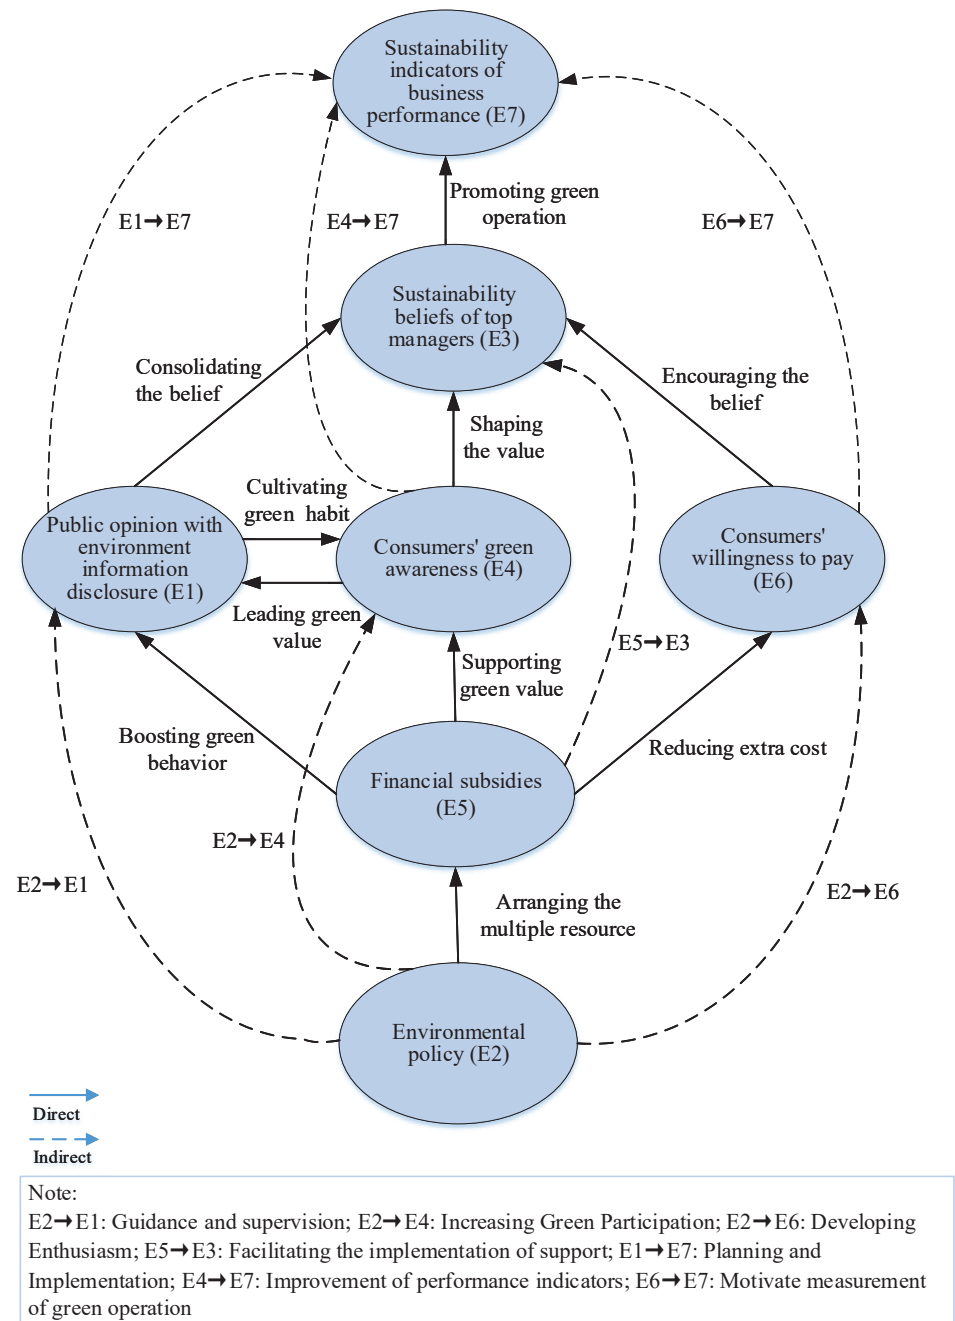 Sustainability
indicators of
business
performance (E7)
Promoting green
operation
E1→E7
E4→E7
E6→E7
Sustainability
beliefs of top
managers (E3)
Consolidating
the belief
Encouraging the
belief
Shaping
the value
Cultivating
green habit
Public opinion with
environment
information
disclosure (E1)
Consumers' green
awareness (E4)
Consumers'
willingness to pay
(E6)
Leading green
value
E5→E3
Supporting
green value
Boosting green
behavior
Reducing extra cost
Financial subsidies
(E5)
E2→E4
E2→E1
E2→E6
Arranging the
multiple resource
Environmental
policy (E2)
Direct
Indirect
Note:
E2→E1: Guidance and supervision; E2→E4: Increasing Green Participation; E2→E6: Developing
Enthusiasm; E5→E3: Facilitating the implementation of support; E1→E7: Planning and
Implementation; E4→E7: Improvement of performance indicators; E6→E7: Motivate measurement
of green operation